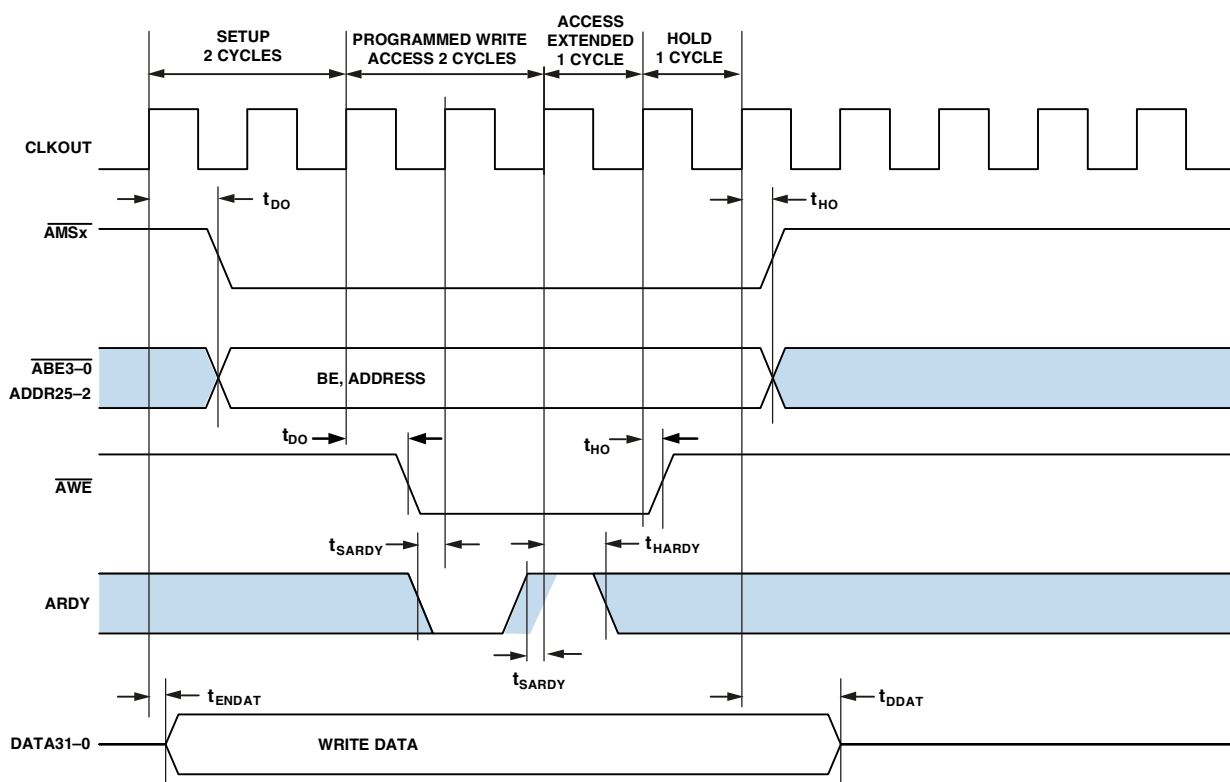 SETUP
2 CYCLES
PROGRAMMED WRITE
ACCESS 2 CYCLES
ACCESS
EXTENDED
1 CYCLE
HOLD
1 CYCLE
CLKOUT
tDO
tHO
AMSx
ABE3–0
ADDR25–2
BE, ADDRESS
tDO
tHO
AWE
tSARDY
tHARDY
ARDY
tSARDY
tENDAT
tDDAT
DATA31–0
WRITE DATA